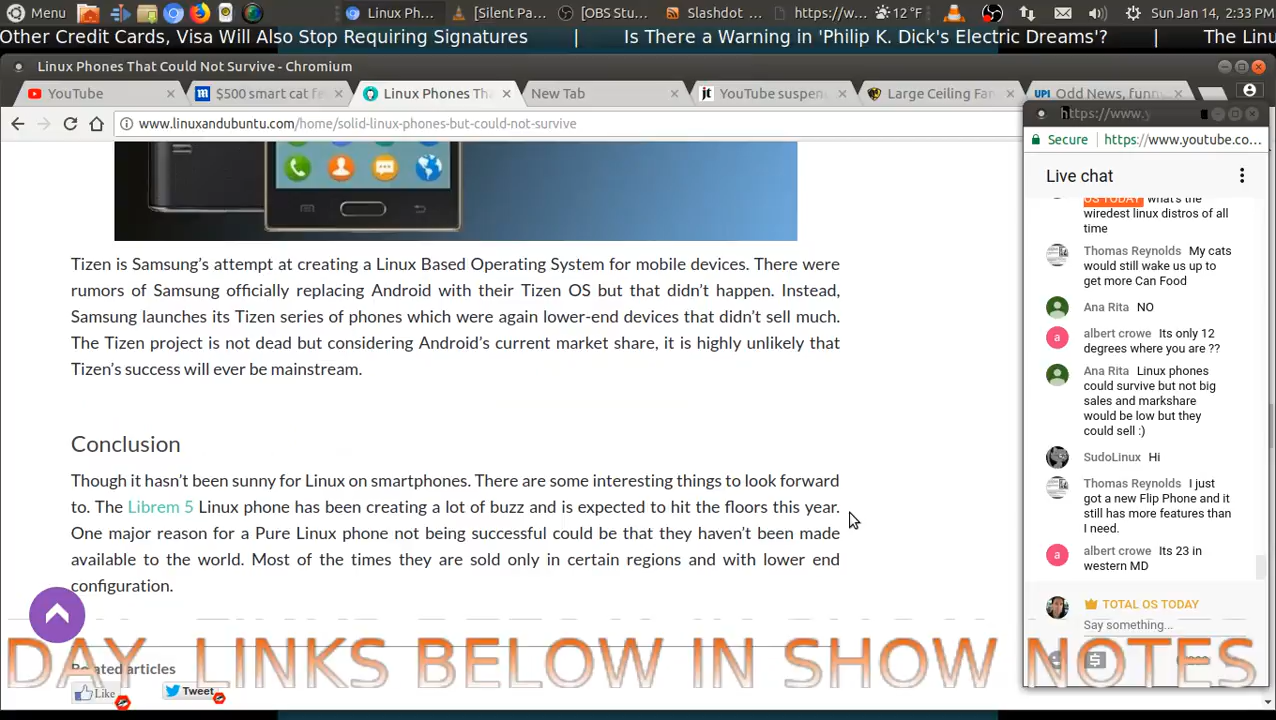 Menu
Linux Ph...
[Silent Pa...
[OBS Stu...
Slashdot ...
https://w...
12 °F
Sun Jan 14, 2:33 PM
Other Credit Cards, Visa Will Also Stop Requiring Signatures | Is There a Warning in 'Philip K. Dick's Electric Dreams'? | The Linu
Linux Phones That Could Not Survive - Chromium
YouTube
$500 smart cat fe
Linux Phones Tha
New Tab
YouTube suspen
Large Ceiling Fan
UPI Odd News, funn
www.linuxandubuntu.com/home/solid-linux-phones-but-could-not-survive
Tizen is Samsung's attempt at creating a Linux Based Operating System for mobile devices. There were
rumors of Samsung officially replacing Android with their Tizen OS but that didn't happen. Instead,
Samsung launches its Tizen series of phones which were again lower-end devices that didn't sell much.
The Tizen project is not dead but considering Android's current market share, it is highly unlikely that
Tizen's success will ever be mainstream.
Conclusion
Though it hasn't been sunny for Linux on smartphones. There are some interesting things to look forward
to. The Librem 5 Linux phone has been creating a lot of buzz and is expected to hit the floors this year.
One major reason for a Pure Linux phone not being successful could be that they haven't been made
available to the world. Most of the times they are sold only in certain regions and with lower end
configuration.
Related articles
Like
Tweet
https://www.y
Secure https://www.youtube.co...
Live chat
OS TODAY what's the
wiredest linux distros of all
time
Thomas Reynolds My cats
would still wake us up to
get more Can Food
Ana Rita NO
albert crowe Its only 12
degrees where you are ??
Ana Rita Linux phones
could survive but not big
sales and markshare
would be low but they
could sell :)
SudoLinux Hi
Thomas Reynolds I just
got a new Flip Phone and it
still has more features than
I need.
albert crowe Its 23 in
western MD
TOTAL OS TODAY
Say something...
DAY LINKS BELOW IN SHOW NOTES